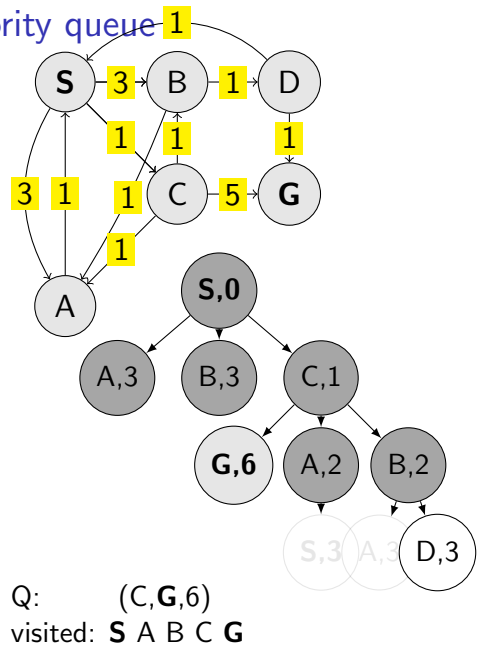 ority queue
1
S 3 B 1 D
1 1 1
3 1 1 C 5 G
1
A
S,0
A,3 B,3 C,1
G,6 A,2 B,2
S,3 A,3 D,3
Q: (C,G,6)
visited: S A B C G